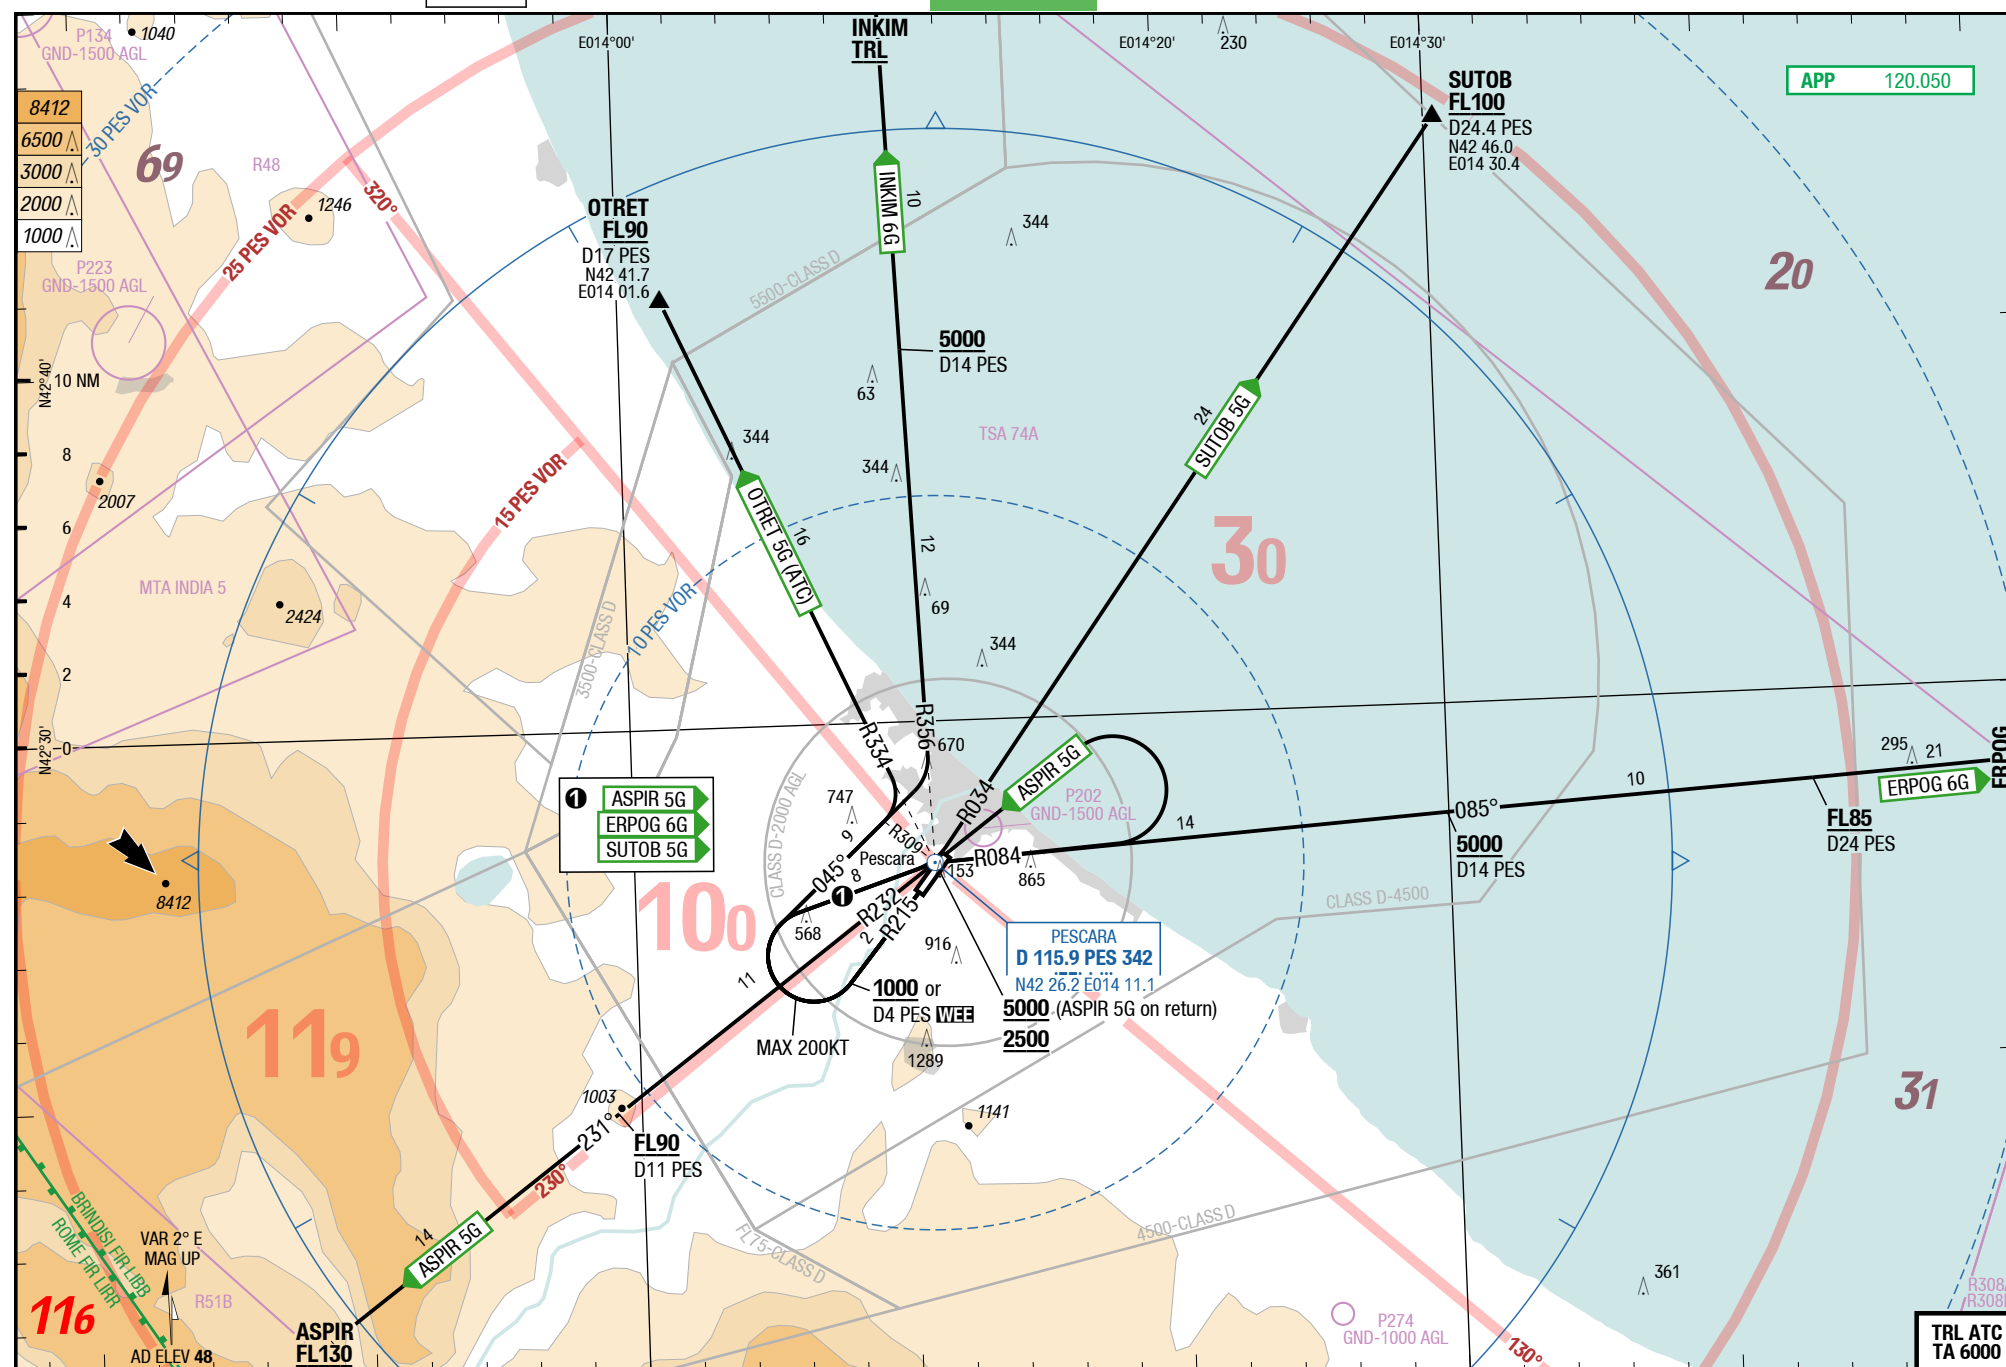 P134
GND-1500 AGL
1040
E014°00'
INKIM
TRL
E014°20'
230
E014°30'
SUTOB
FL100
D24.4 PES
N42 46.0
E014 30.4
APP 120.050
8412
6500
3000
2000
1000
30 PES VOR
69
R48
320°
1246
25 PES VOR
P223
GND-1500 AGL
OTRET
FL90
D17 PES
N42 41.7
E014 01.6
INKIM 6G
10
344
5500-CLASS D
20
5000
D14 PES
N42°40'
10 NM
8
6
4
2
0
N42°30'
63
344
344
TSA 74A
24
SUTOB 5G
15 PES VOR
2007
OTRET 5G (ATC)
16
12
30
MTA INDIA 5
2424
3500-CLASS D
10 PES VOR
69
344
R334
R356
670
ASPIR 5G
R034
P202
GND-1500 AGL
295
21
ERPOG
ERPOG 6G
10
085°
14
5000
D14 PES
FL85
D24 PES
1
ASPIR 5G
ERPOG 6G
SUTOB 5G
747
CLASS D-2000 AGL
9
R309
045°
8
Pescara
1
153
R084
865
8412
100
568
R232
2
R215
916
CLASS D-4500
PESCARA
D 115.9 PES 342
N42 26.2 E014 11.1
11
1000 or
D4 PES WEE
5000 (ASPIR 5G on return)
2500
MAX 200KT
1289
119
1003
1141
31
231°
FL90
D11 PES
230°
14
ASPIR 5G
FL75-CLASS D
4500-CLASS D
BRINDISI FIR LIBB
ROME FIR LIRR
VAR 2° E
MAG UP
R51B
116
AD ELEV 48
ASPIR
FL130
361
P274
GND-1000 AGL
130°
TRL ATC
TA 6000